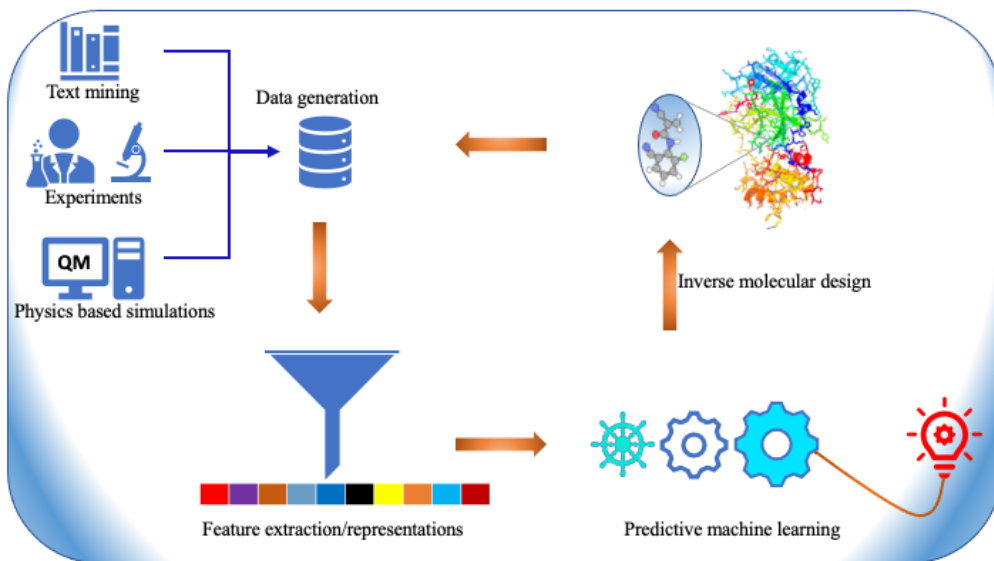 Text mining
Data generation
Experiments
QM
Physics based simulations
Inverse molecular design
Feature extraction/representations
Predictive machine learning